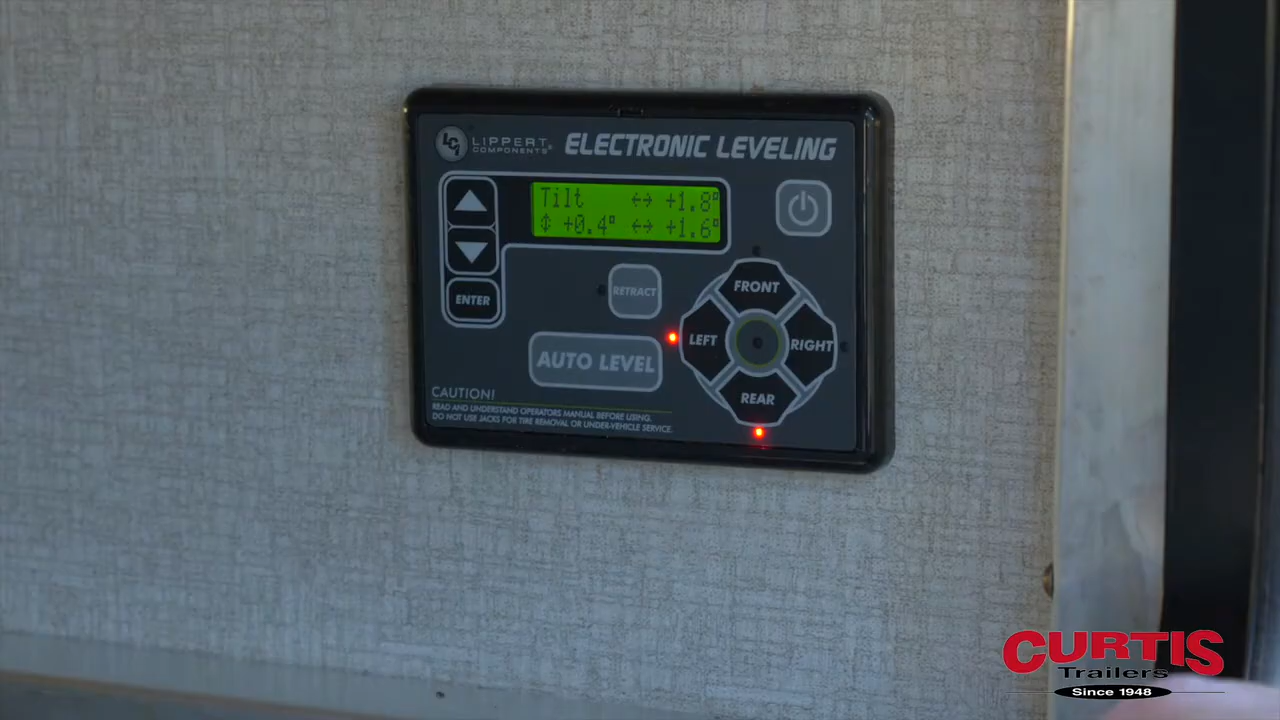 LCI LIPPERT COMPONENTS® ELECTRONIC LEVELING
Tilt ↔ +1.8°
↕ +0.4° ↔ +1.6°
ENTER
RETRACT
FRONT
LEFT
RIGHT
REAR
AUTO LEVEL
CAUTION!
READ AND UNDERSTAND OPERATORS MANUAL BEFORE USING.
DO NOT USE JACKS FOR TIRE REMOVAL OR UNDER-VEHICLE SERVICE.
CURTIS
Trailers
Since 1948